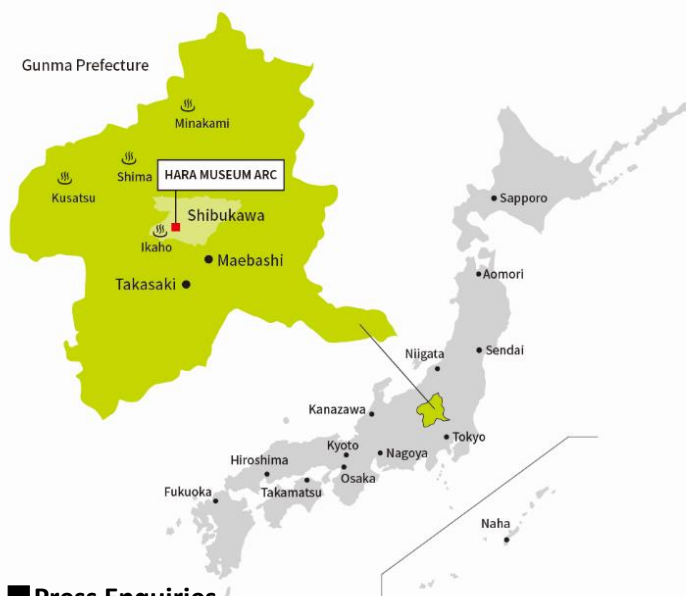 Gunma Prefecture
Minakami
Shima
HARA MUSEUM ARC
Kusatsu
Shibukawa
Ikaho
Maebashi
Takasaki
Sapporo
Aomori
Niigata
Sendai
Kanazawa
Tokyo
Kyoto
Nagoya
Hiroshima
Osaka
Fukuoka
Takamatsu
Naha
Press Enquiries